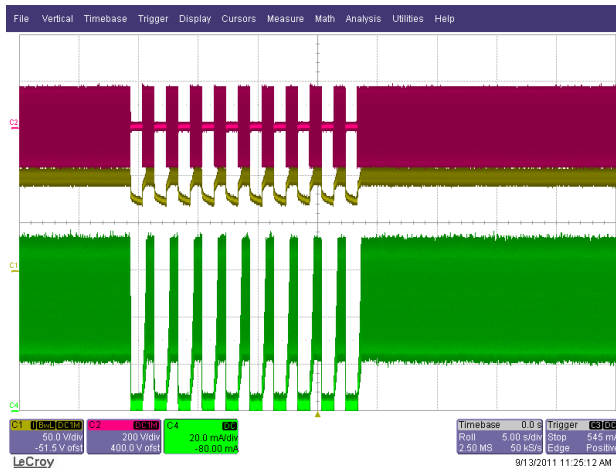 File Vertical Timebase Trigger Display Cursors Measure Math Analysis Utilities Help
C2
C1
C4
C1 BwL DC1M
50.0 V/div
-51.5 V ofst
C2 DC1M
200 V/div
400.0 V ofst
C4 DC
20.0 mA/div
-80.00 mA
Timebase 0.0 s
Roll 5.00 s/div
2.50 MS 50 kS/s
Trigger C3 DC
Stop 545 m
Edge Positive
LeCroy
9/13/2011 11:25:12 AM